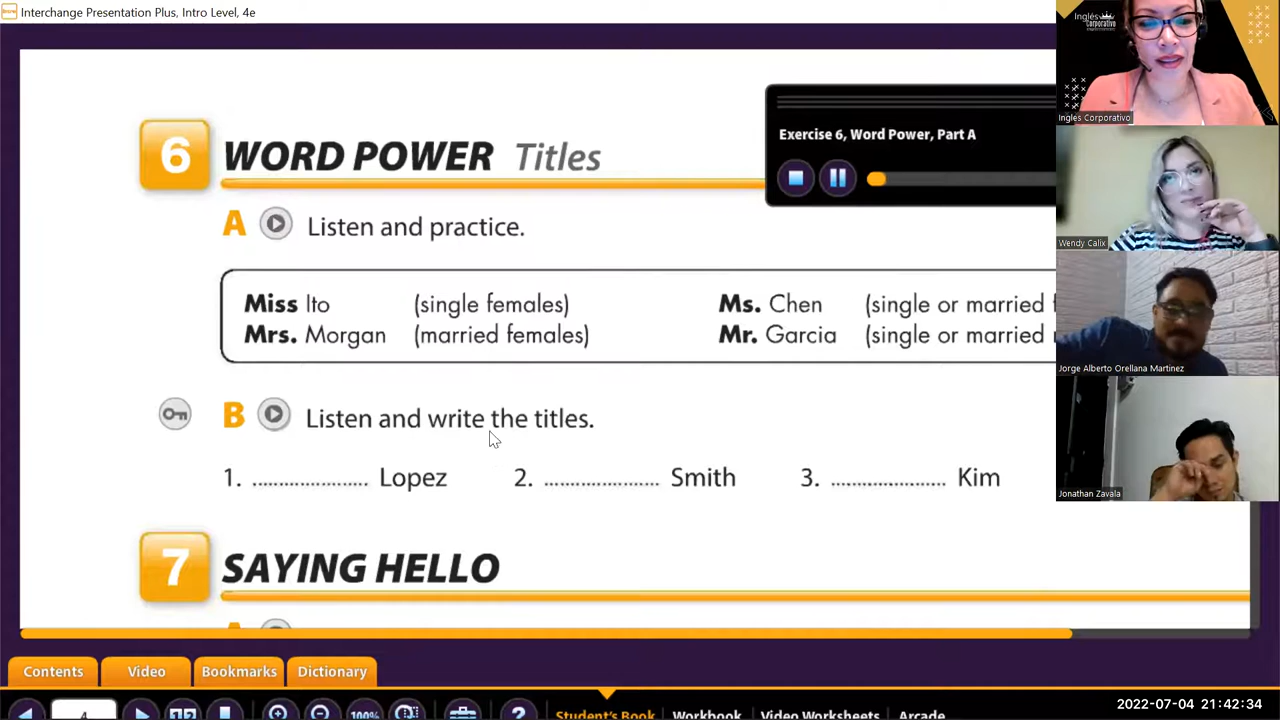 Interchange Presentation Plus, Intro Level, 4e
6 WORD POWER Titles
Exercise 6, Word Power, Part A
A Listen and practice.
Miss Ito (single females) Ms. Chen (single or married
Mrs. Morgan (married females) Mr. Garcia (single or married
B Listen and write the titles.
1. .................... Lopez 2. .................... Smith 3. .................... Kim
7 SAYING HELLO
A
Contents Video Bookmarks Dictionary
4 100% ? Student's Book Workbook Video Worksheets Arcade
Inglés
Corporativo
Ingles Corporativo
Wendy Calix
Jorge Alberto Orellana Martinez
Jonathan Zavala
2022-07-04 21:42:34